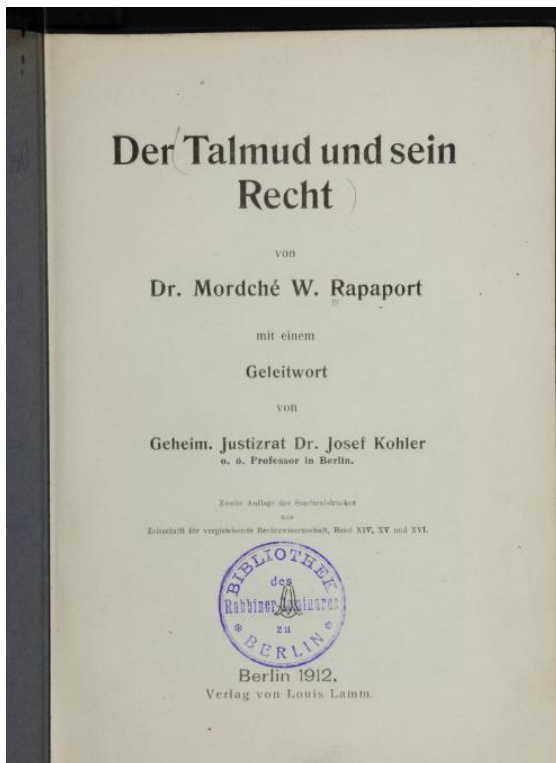 Der Talmud und sein
Recht
von
Dr. Mordché W. Rapaport
mit einem
Geleitwort
von
Geheim. Justizrat Dr. Josef Kohler
o. ö. Professor in Berlin.
Zweite Auflage des Sonderabdruckes
aus
Zeitschrift für vergleichende Rechtswissenschaft, Band XIV, XV und XVI.
BIBLIOTHEK
des
Rabbiner-Seminares
zu
BERLIN
Berlin 1912,
Verlag von Louis Lamm.